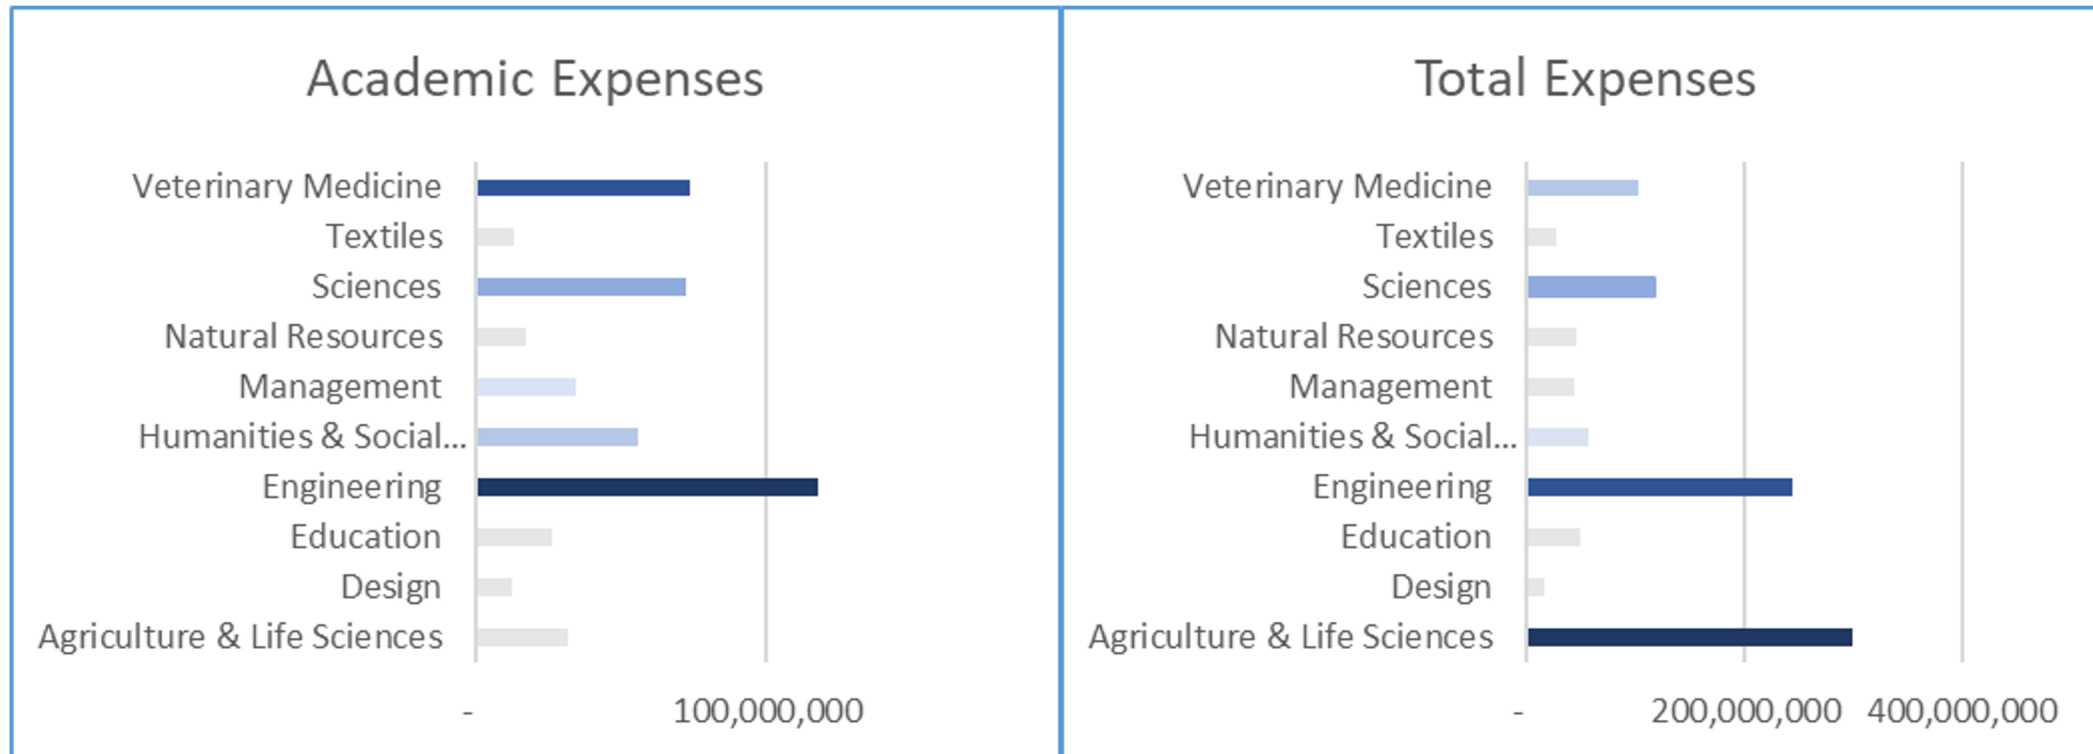 Academic Expenses
Veterinary Medicine
Textiles
Sciences
Natural Resources
Management
Humanities & Social...
Engineering
Education
Design
Agriculture & Life Sciences
- 100,000,000
Total Expenses
Veterinary Medicine
Textiles
Sciences
Natural Resources
Management
Humanities & Social...
Engineering
Education
Design
Agriculture & Life Sciences
- 200,000,000 400,000,000